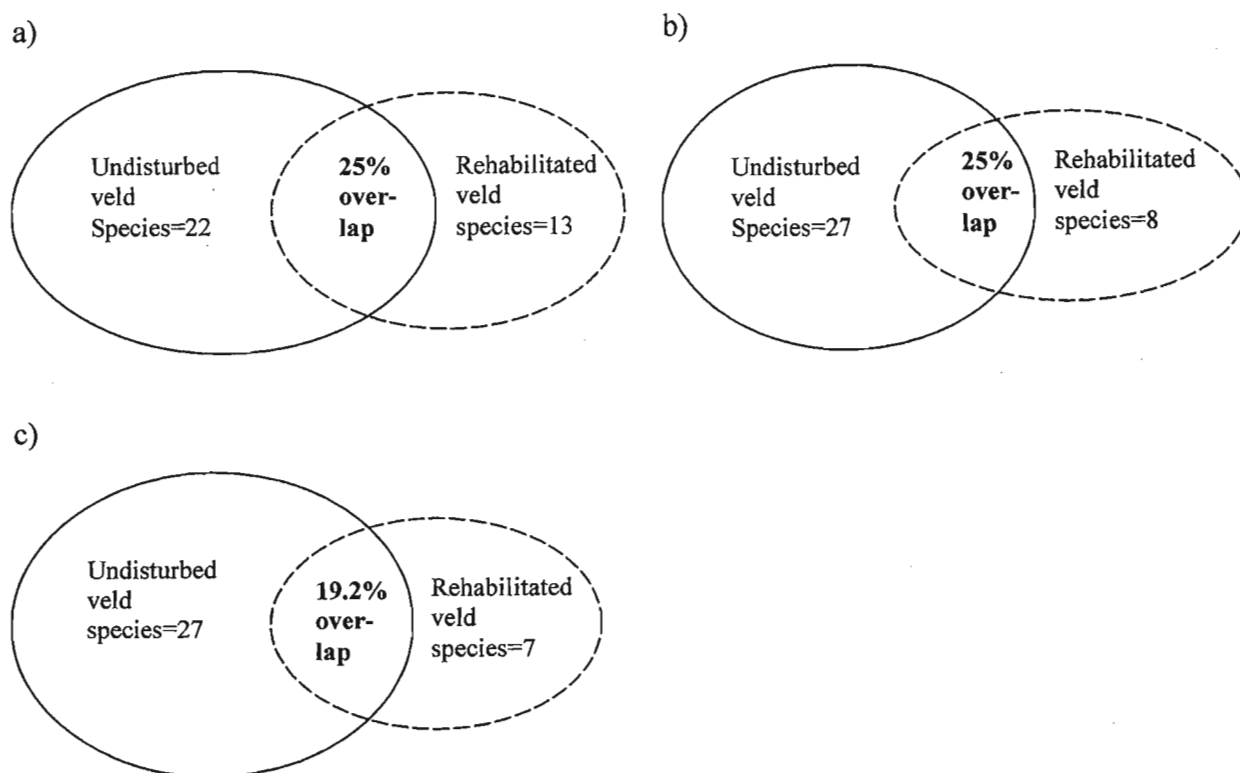 a)
Undisturbed
veld
Species=22
25%
over-
lap
Rehabilitated
veld
species=13
b)
Undisturbed
veld
Species=27
25%
over-
lap
Rehabilitated
veld
species=8
c)
Undisturbed
veld
species=27
19.2%
over-
lap
Rehabilitated
veld
species=7